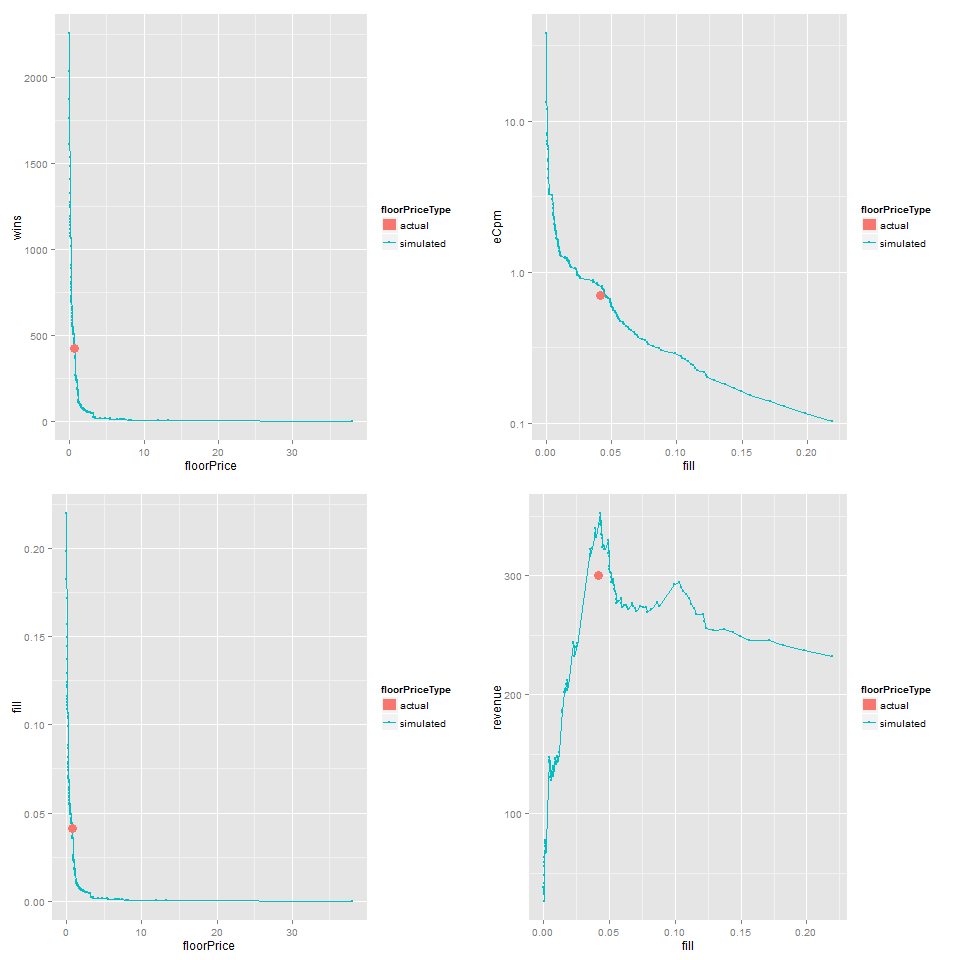 2000
1500
1000
500
0
wins
0 10 20 30
floorPrice
floorPriceType
actual
simulated
10.0
1.0
0.1
eCpm
0.00 0.05 0.10 0.15 0.20
fill
floorPriceType
actual
simulated
0.20
0.15
0.10
0.05
0.00
fill
0 10 20 30
floorPrice
floorPriceType
actual
simulated
300
200
100
revenue
0.00 0.05 0.10 0.15 0.20
fill
floorPriceType
actual
simulated